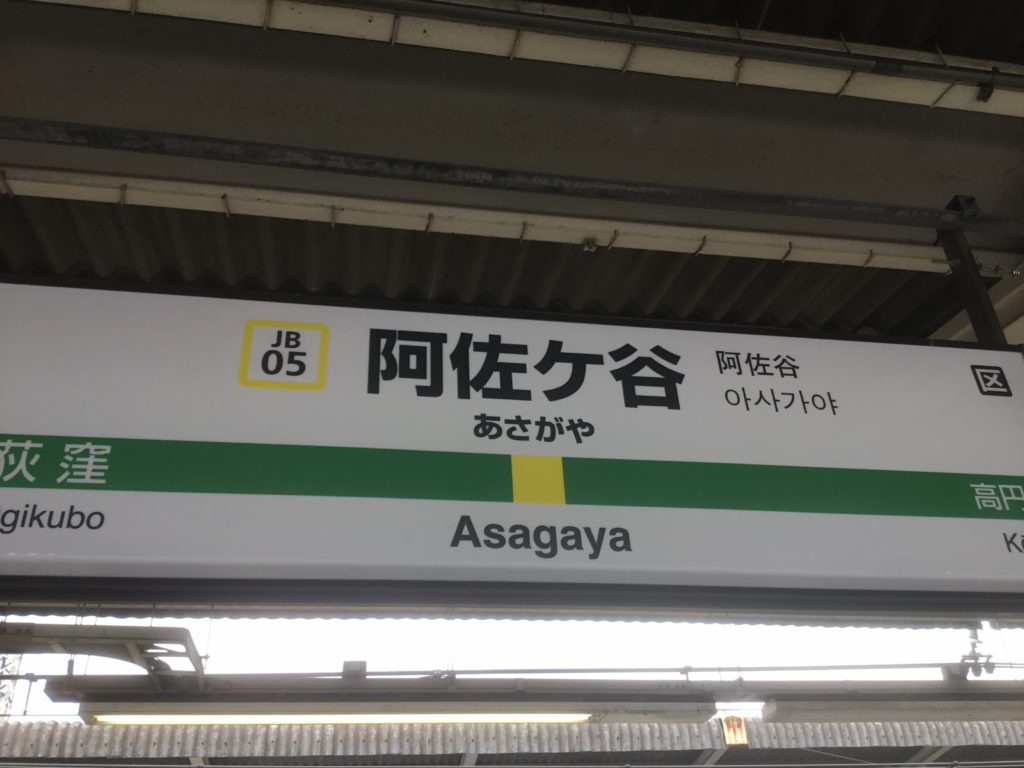 JB
05
阿佐ケ谷
阿佐谷
아사가야
区
あさがや
荻窪
高円
gikubo
Asagaya